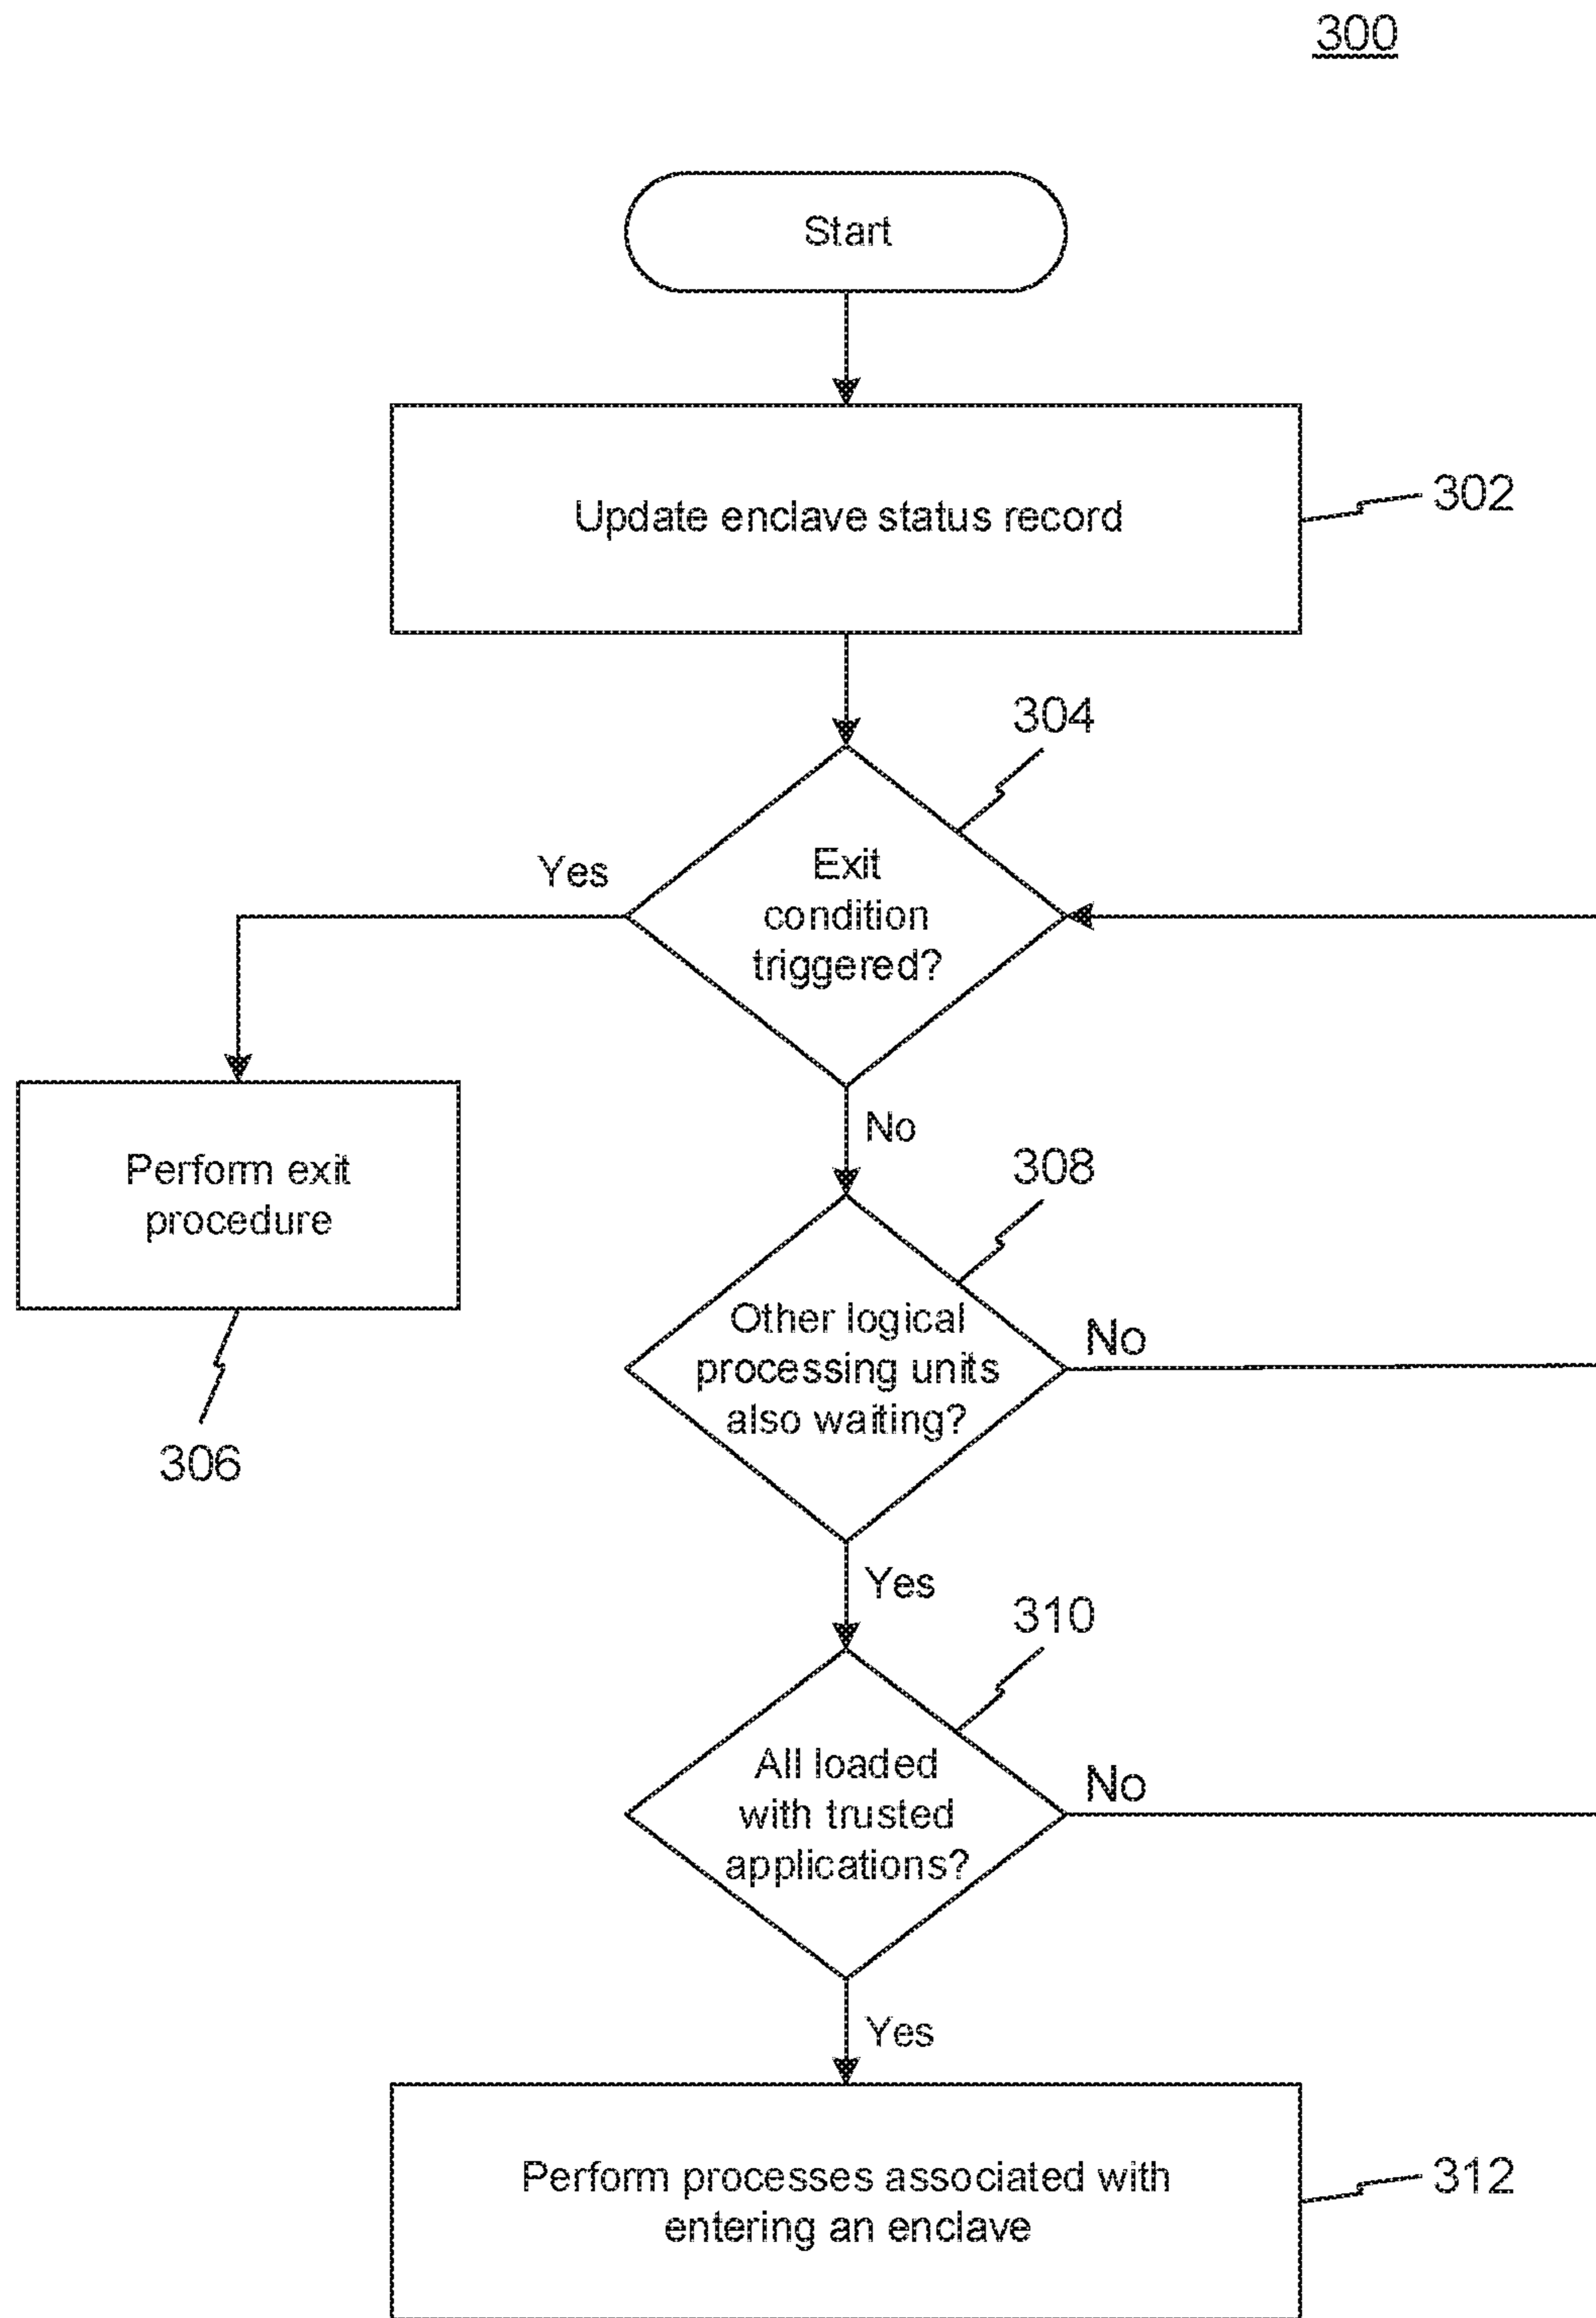 300
Start
Update enclave status record
302
304
Exit
condition
triggered?
Yes
No
Perform exit
procedure
306
308
Other logical
processing units
also waiting?
No
Yes
310
All loaded
with trusted
applications?
No
Yes
Perform processes associated with
entering an enclave
312